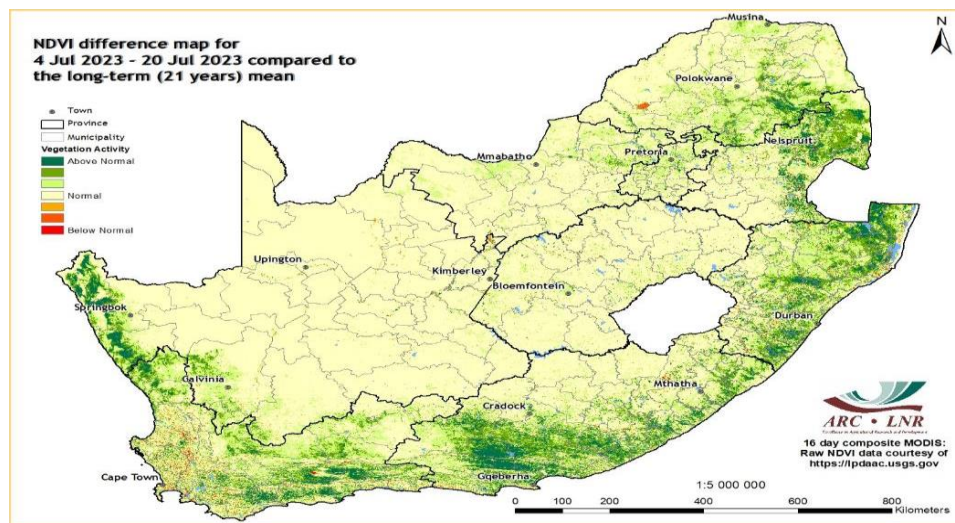 NDVI difference map for
4 Jul 2023 - 20 Jul 2023 compared to
the long-term (21 years) mean
Town
Province
Municipality
Vegetation Activity
Above Normal
Normal
Below Normal
N
Musina
Polokwane
Nelspruit
Pretoria
Mmabatho
Upington
Kimberley
Bloemfontein
Springbok
Durban
Calvinia
Mthatha
Cradock
Cape Town
Gqeberha
ARC • LNR
16 day composite MODIS:
Raw NDVI data courtesy of
https://lpdaac.usgs.gov
1:5 000 000
0 100 200 400 600 800
Kilometers